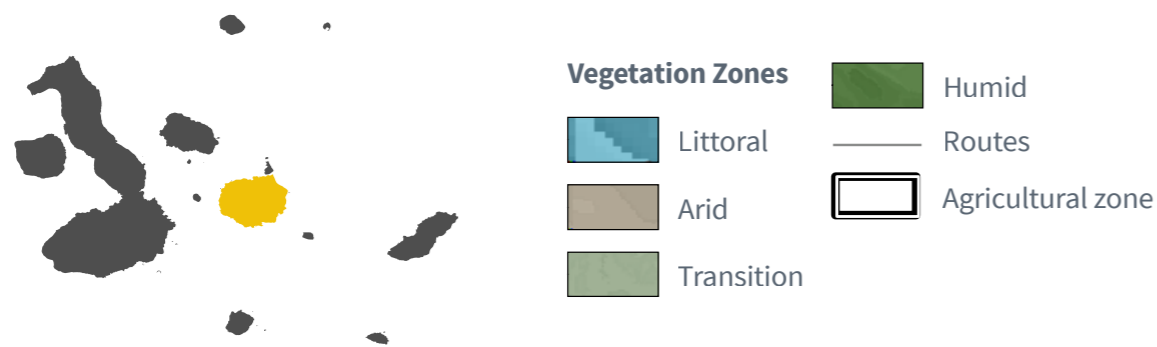 Vegetation Zones
Littoral
Arid
Transition
Humid
Routes
Agricultural zone